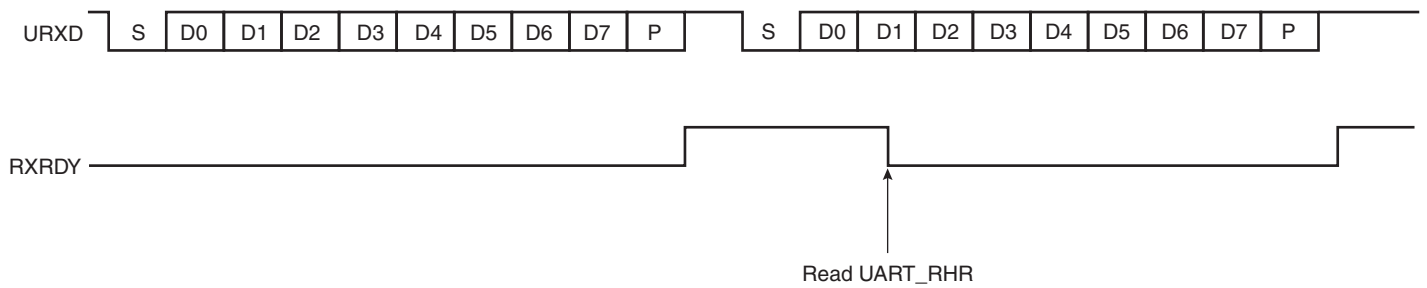 URXD S D0 D1 D2 D3 D4 D5 D6 D7 P S D0 D1 D2 D3 D4 D5 D6 D7 P
RXRDY
Read UART_RHR